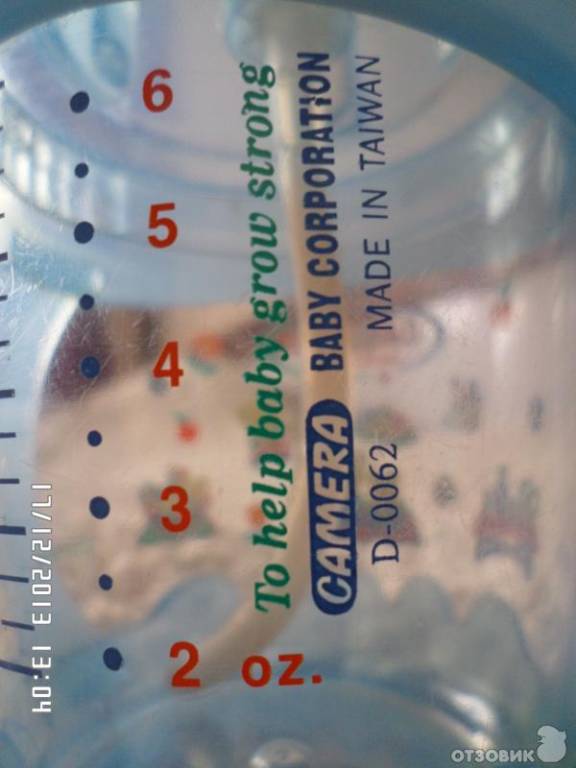 6
5
4
3
2 oz.
To help baby grow strong
CAMERA BABY CORPORATION
D-0062 MADE IN TAIWAN
17/12/2013 13:04
ОТЗОВИК